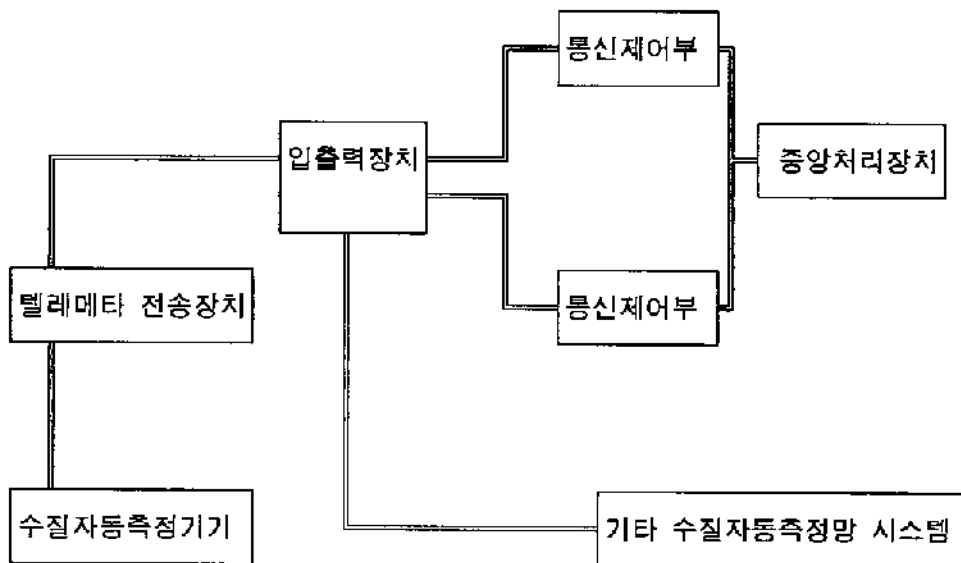 통신제어부
입출력장치
중앙처리장치
텔레메타 전송장치
통신제어부
수질자동측정기기
기타 수질자동측정망 시스템